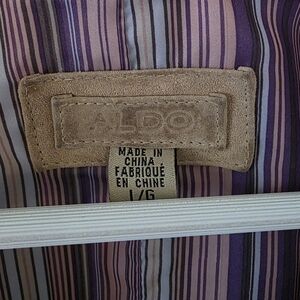 ALDO
MADE IN
CHINA
FABRIQUÉ
EN CHINE
L/G